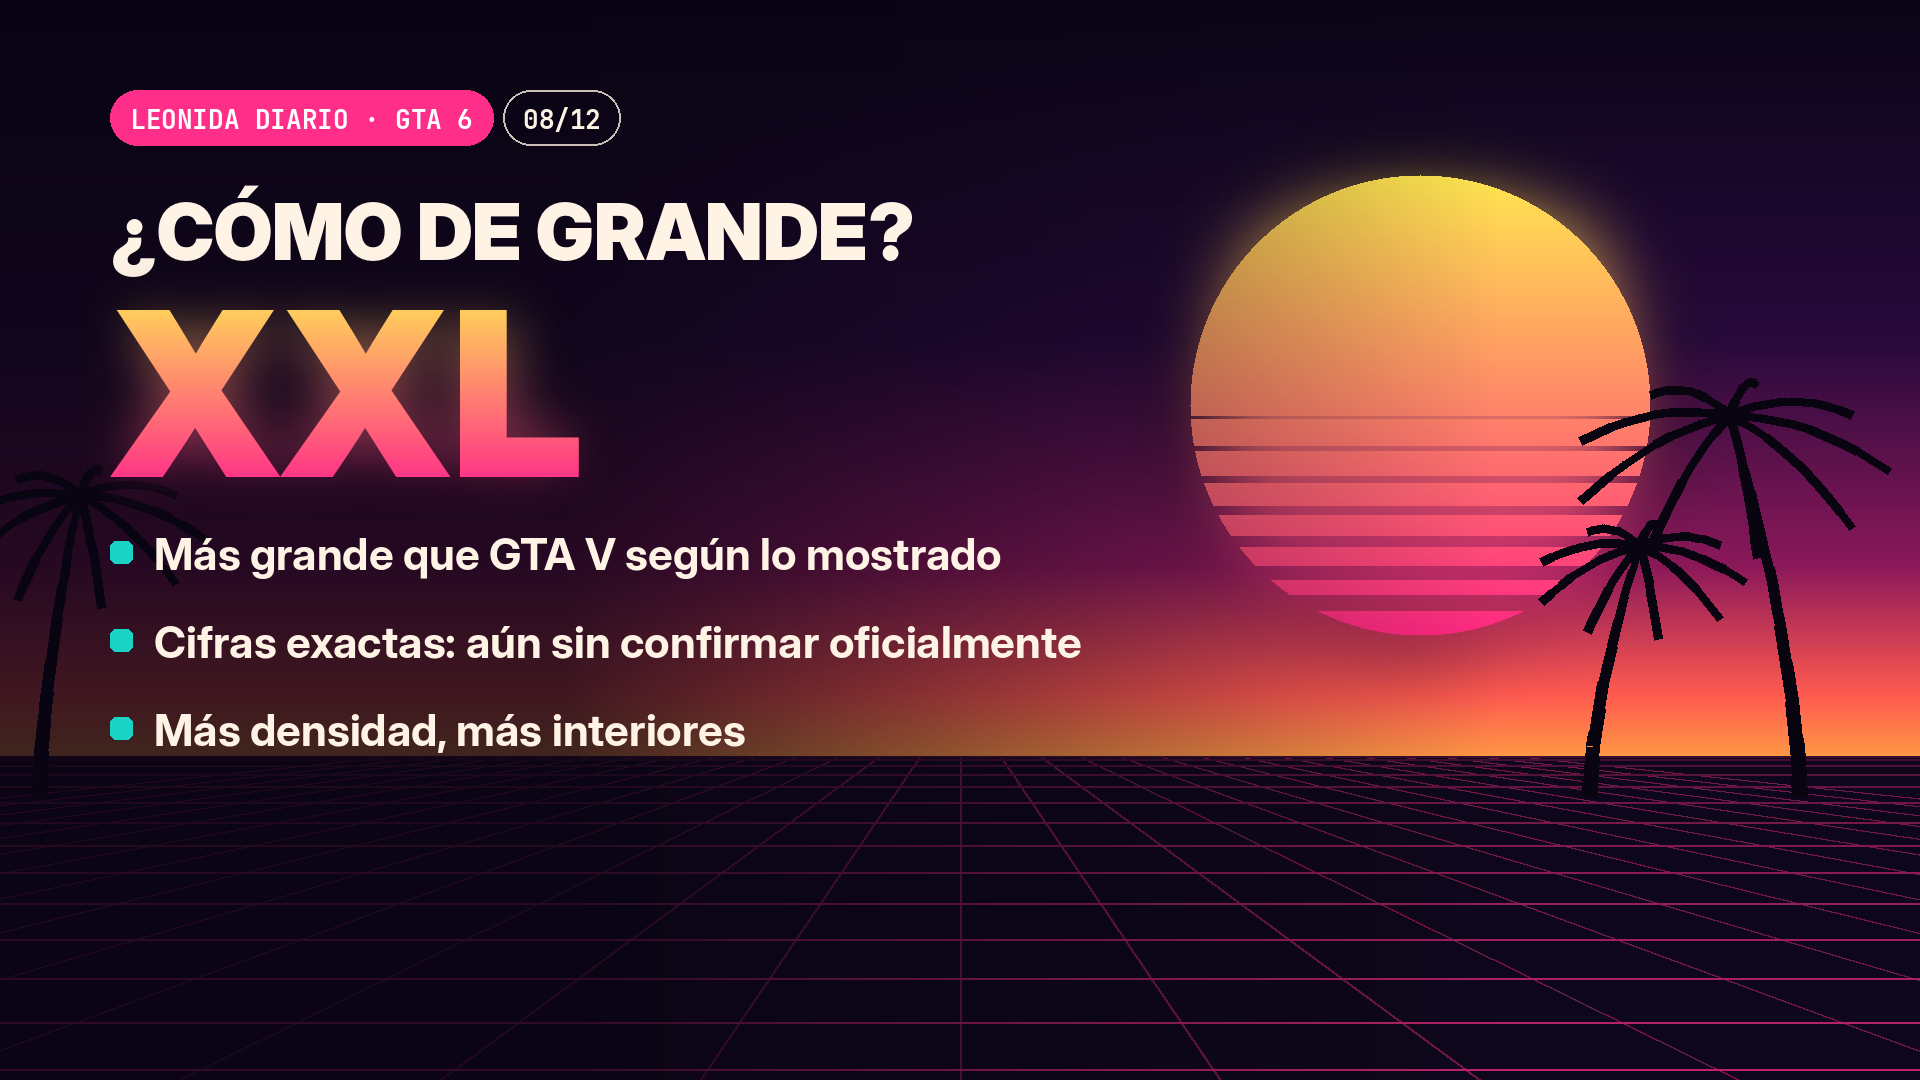 LEONIDA DIARIO · GTA 6
08/12
¿CÓMO DE GRANDE?
XXL
Más grande que GTA V según lo mostrado
Cifras exactas: aún sin confirmar oficialmente
Más densidad, más interiores